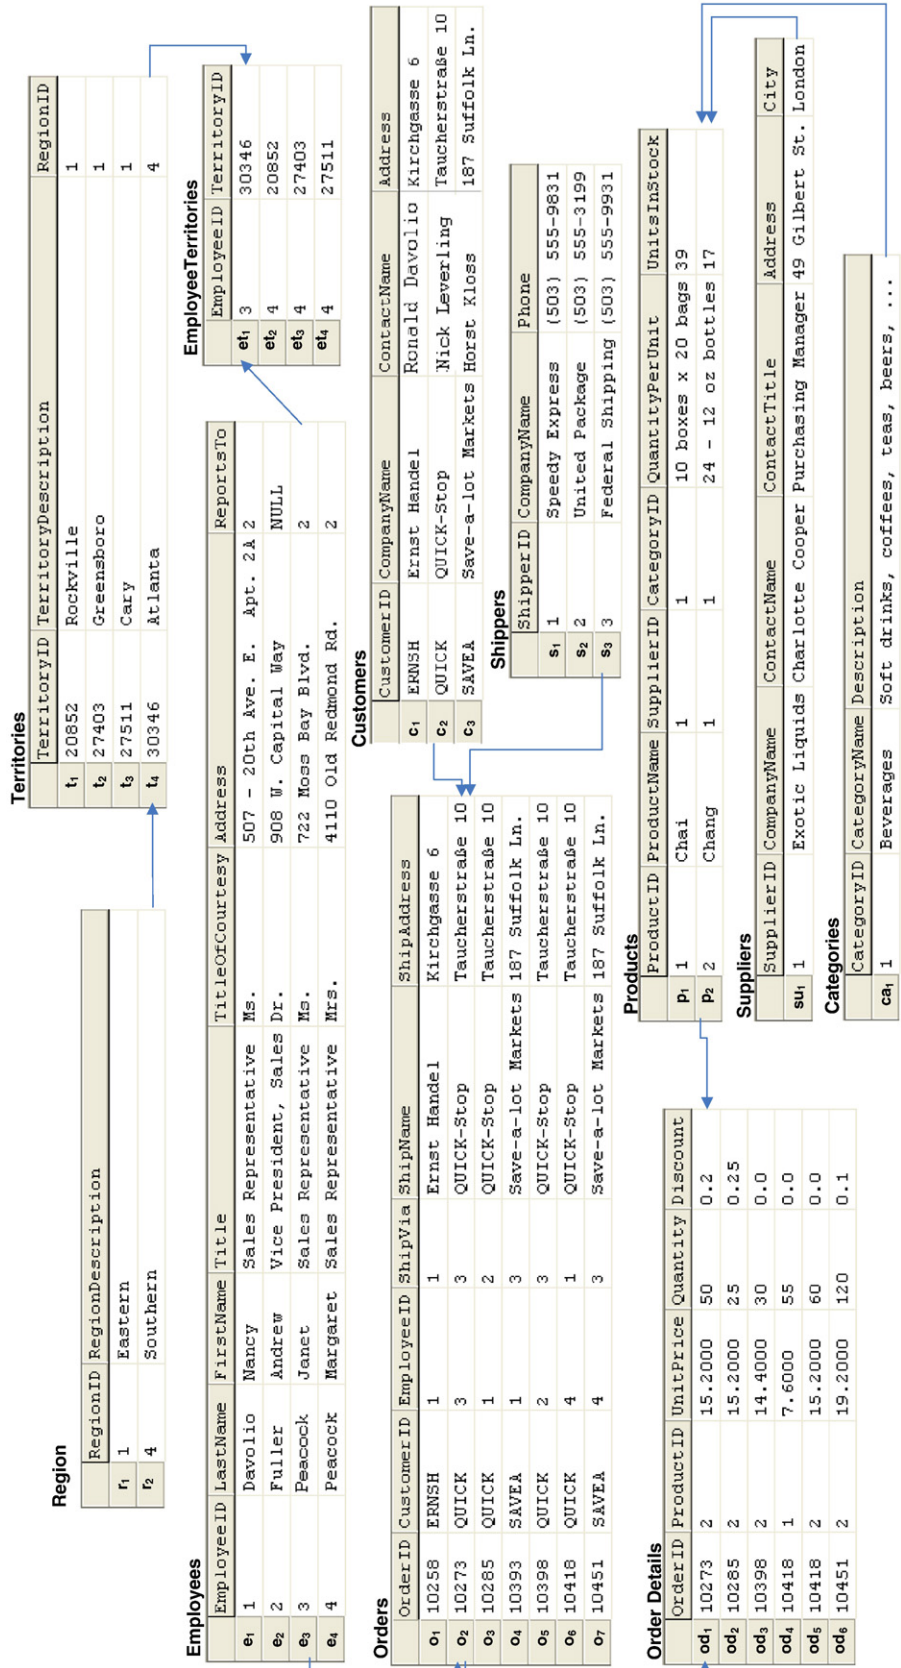 Region
RegionID RegionDescription
r1 1 Eastern
r2 4 Southern
Territories
TerritoryID TerritoryDescription RegionID
t1 20852 Rockville 1
t2 27403 Greensboro 1
t3 27511 Cary 1
t4 30346 Atlanta 4
Employees
EmployeeID LastName FirstName Title TitleOfCourtesy Address ReportsTo
e1 1 Davolio Nancy Sales Representative Ms. 507 - 20th Ave. E. Apt. 2A 2
e2 2 Fuller Andrew Vice President, Sales Dr. 908 W. Capital Way NULL
e3 3 Peacock Janet Sales Representative Ms. 722 Moss Bay Blvd. 2
e4 4 Peacock Margaret Sales Representative Mrs. 4110 Old Redmond Rd. 2
EmployeeTerritories
EmployeeID TerritoryID
et1 3 30346
et2 4 20852
et3 4 27403
et4 4 27511
Orders
OrderID CustomerID EmployeeID ShipVia ShipName ShipAddress
o1 10258 ERNSH 1 1 Ernst Handel Kirchgasse 6
o2 10273 QUICK 3 3 QUICK-Stop Taucherstraße 10
o3 10285 QUICK 1 2 QUICK-Stop Taucherstraße 10
o4 10393 SAVEA 1 3 Save-a-lot Markets 187 Suffolk Ln.
o5 10398 QUICK 2 3 QUICK-Stop Taucherstraße 10
o6 10418 QUICK 4 1 QUICK-Stop Taucherstraße 10
o7 10451 SAVEA 4 3 Save-a-lot Markets 187 Suffolk Ln.
Customers
CustomerID CompanyName ContactName Address
c1 ERNSH Ernst Handel Ronald Davolio Kirchgasse 6
c2 QUICK QUICK-Stop Nick Leverling Taucherstraße 10
c3 SAVEA Save-a-lot Markets Horst Kloss 187 Suffolk Ln.
Shippers
ShipperID CompanyName Phone
s1 1 Speedy Express (503) 555-9831
s2 2 United Package (503) 555-3199
s3 3 Federal Shipping (503) 555-9931
Order Details
OrderID ProductID UnitPrice Quantity Discount
od1 10273 2 15.2000 50 0.2
od2 10285 2 15.2000 25 0.25
od3 10398 2 14.4000 30 0.0
od4 10418 1 7.6000 55 0.0
od5 10418 2 15.2000 60 0.0
od6 10451 2 19.2000 120 0.1
Products
ProductID ProductName SupplierID CategoryID QuantityPerUnit UnitsInStock
p1 1 Chai 1 1 10 boxes x 20 bags 39
p2 2 Chang 1 1 24 - 12 oz bottles 17
Suppliers
SupplierID CompanyName ContactName ContactTitle Address City
su1 1 Exotic Liquids Charlotte Cooper Purchasing Manager 49 Gilbert St. London
Categories
CategoryID CategoryName Description
ca1 1 Beverages Soft drinks, coffees, teas, beers, ...